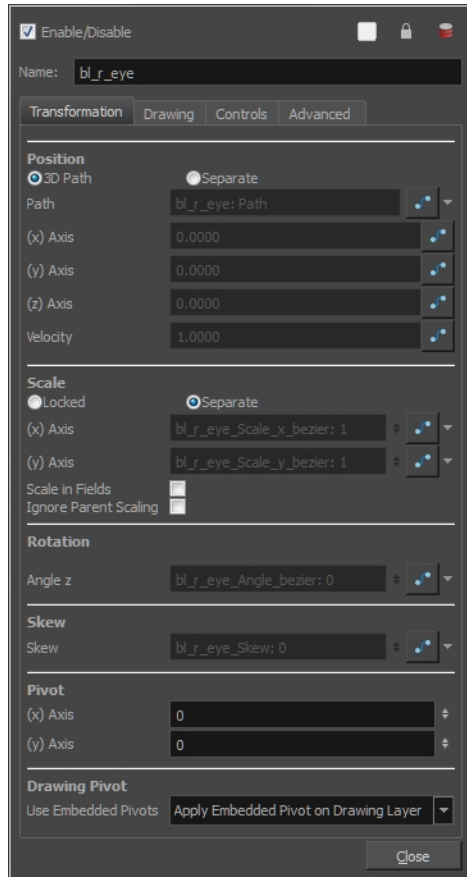 Enable/Disable
Name: bl_r_eye
Transformation Drawing Controls Advanced
Position
3D Path Separate
Path bl_r_eye: Path
(x) Axis 0.0000
(y) Axis 0.0000
(z) Axis 0.0000
Velocity 1.0000
Scale
Locked Separate
(x) Axis bl_r_eye_Scale_x_bezier: 1
(y) Axis bl_r_eye_Scale_y_bezier: 1
Scale in Fields
Ignore Parent Scaling
Rotation
Angle z bl_r_eye_Angle_bezier: 0
Skew
Skew bl_r_eye_Skew: 0
Pivot
(x) Axis 0
(y) Axis 0
Drawing Pivot
Use Embedded Pivots Apply Embedded Pivot on Drawing Layer
Close